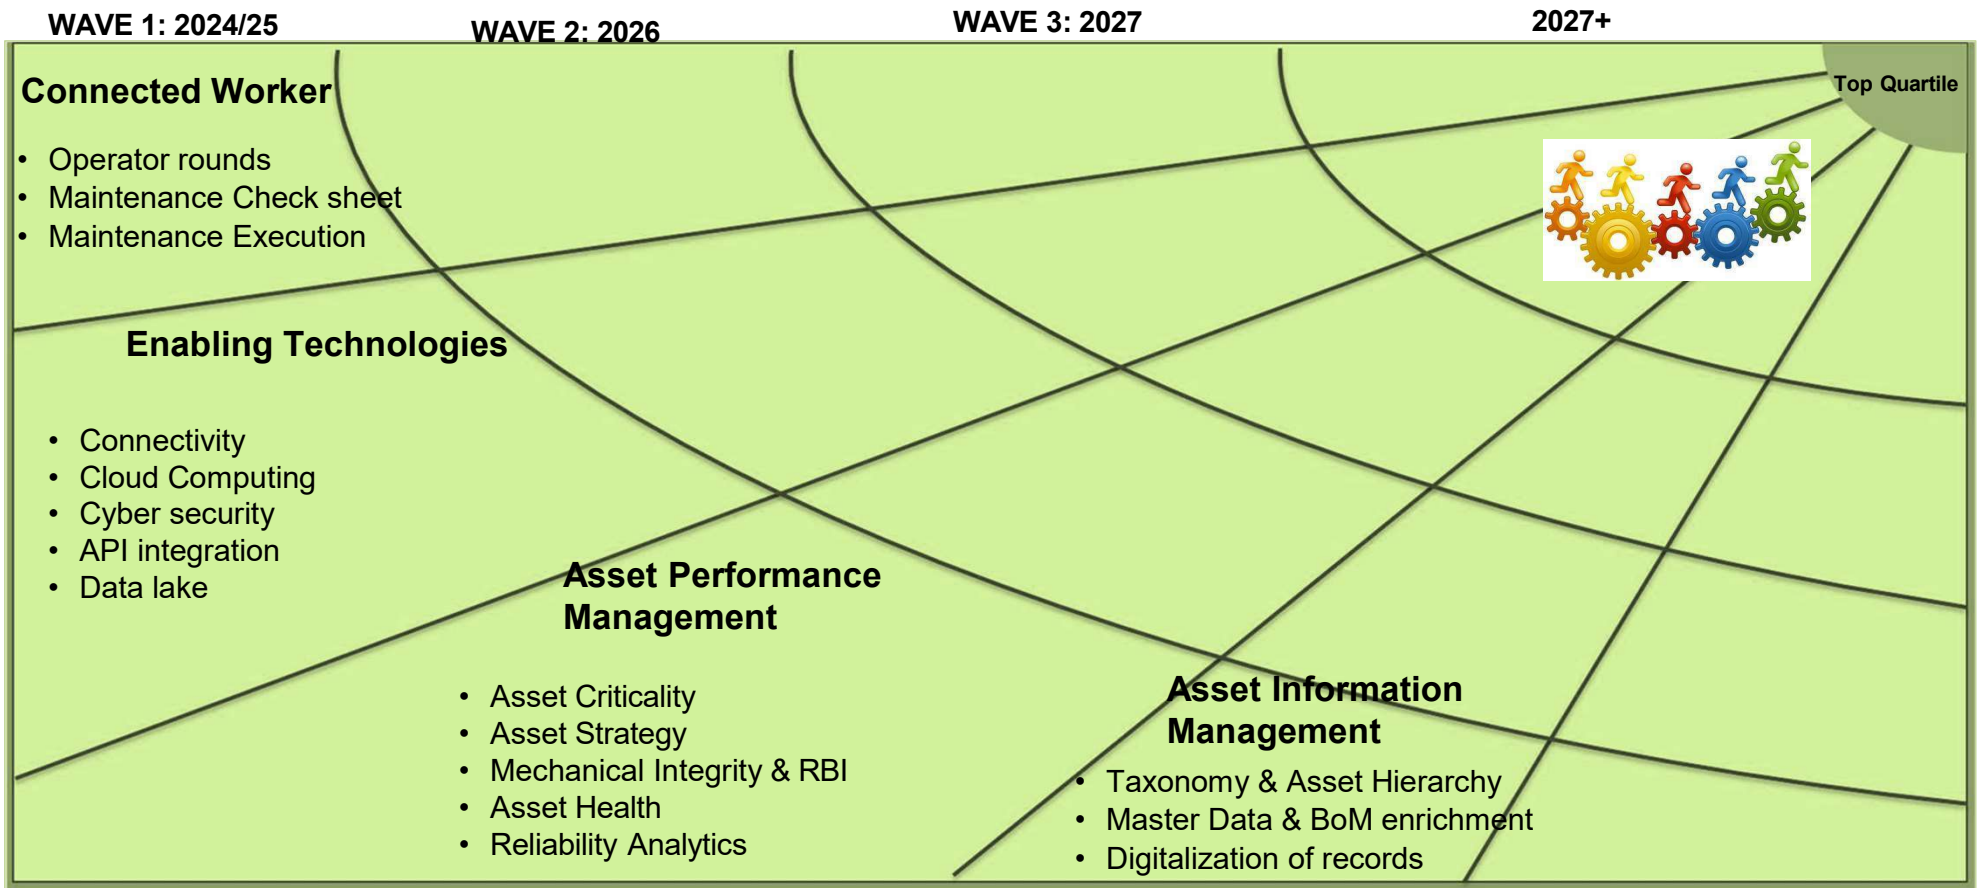 WAVE 1: 2024/25
WAVE 2: 2026
WAVE 3: 2027
2027+
Top Quartile
Connected Worker
• Operator rounds
• Maintenance Check sheet
• Maintenance Execution
Enabling Technologies
• Connectivity
• Cloud Computing
• Cyber security
• API integration
• Data lake
Asset Performance
Management
• Asset Criticality
• Asset Strategy
• Mechanical Integrity & RBI
• Asset Health
• Reliability Analytics
Asset Information
Management
• Taxonomy & Asset Hierarchy
• Master Data & BoM enrichment
• Digitalization of records